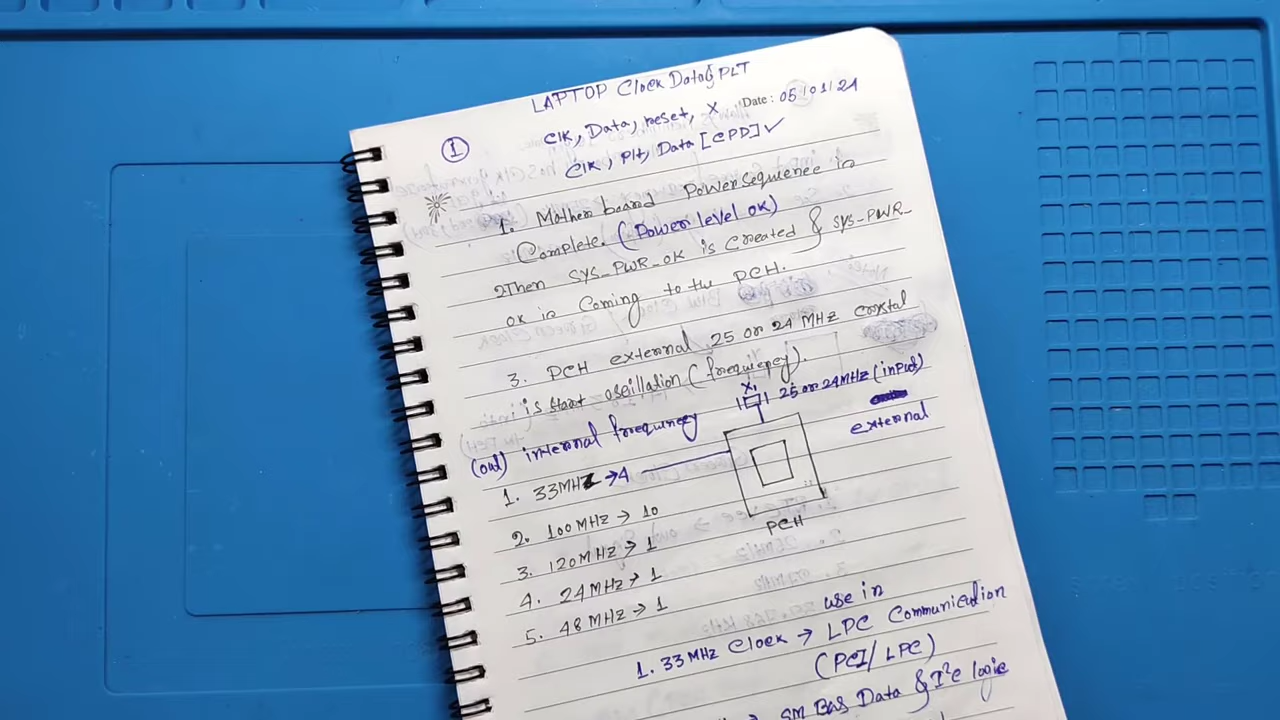 LAPTOP Clock Data & PLT
Date : 05/01/24
①
Clk, Data, reset, X
Clk, Plt, Data [CPD] ✓
1. Mother board Power sequence is
Complete. (Power level OK)
2 Then SYS_PWR_OK is created & SYS_PWR_
OK is Coming to the PCH.
3. PCH external 25 or 24 MHz crystal
is start oscillation (frequency).
X1 25 or 24MHz (input)
external
(out) internal frequency
1. 33MHz → 4
2. 100MHz → 10
3. 120MHz → 1
4. 24MHz → 1
5. 48MHz → 1
PCH
use in
1. 33MHz Clock → LPC Communication
(PCI/LPC)
→ SM BUS Data & I²C logic